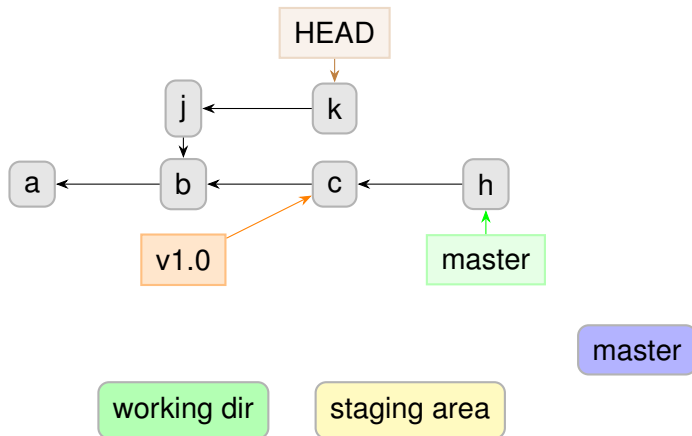 HEAD
j
k
a
b
c
h
v1.0
master
master
working dir
staging area